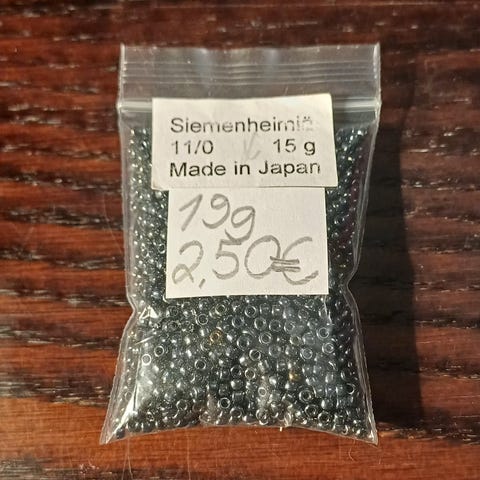 Siemenhelmiä
11/0 15 g
Made in Japan
19g
2,50€